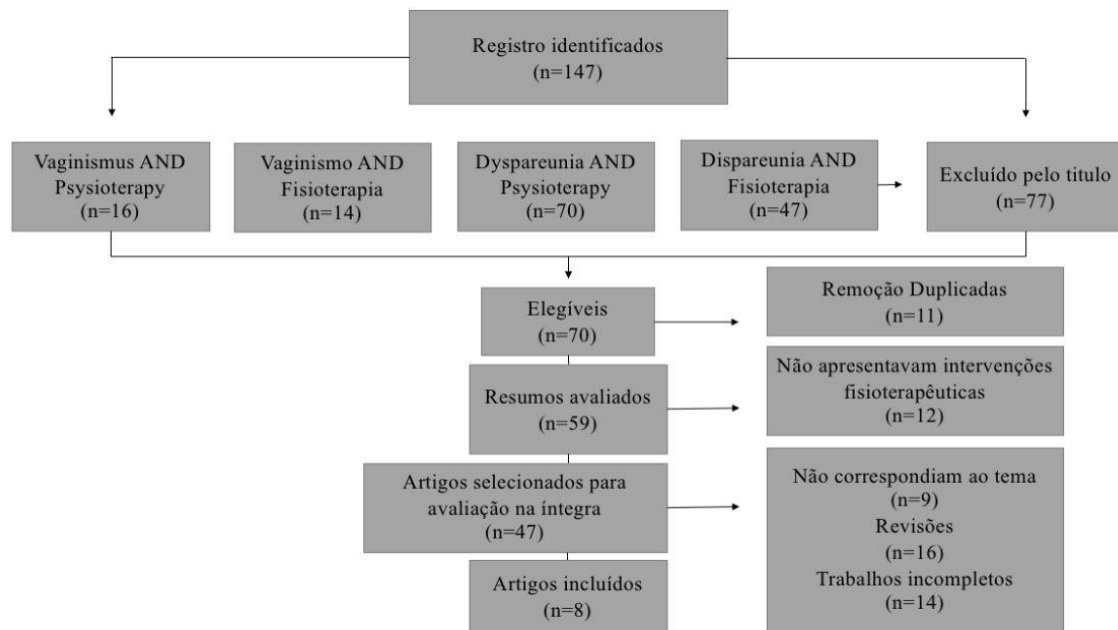 Registro identificados
(n=147)
Vaginismus AND
Psysioterapy
(n=16)
Vaginismo AND
Fisioterapia
(n=14)
Dyspareunia AND
Psysioterapy
(n=70)
Dispareunia AND
Fisioterapia
(n=47)
Excluído pelo titulo
(n=77)
Elegíveis
(n=70)
Remoção Duplicadas
(n=11)
Resumos avaliados
(n=59)
Não apresentavam intervenções
fisioterapêuticas
(n=12)
Artigos selecionados para
avaliação na íntegra
(n=47)
Não correspondiam ao tema
(n=9)
Revisões
(n=16)
Trabalhos incompletos
(n=14)
Artigos incluídos
(n=8)